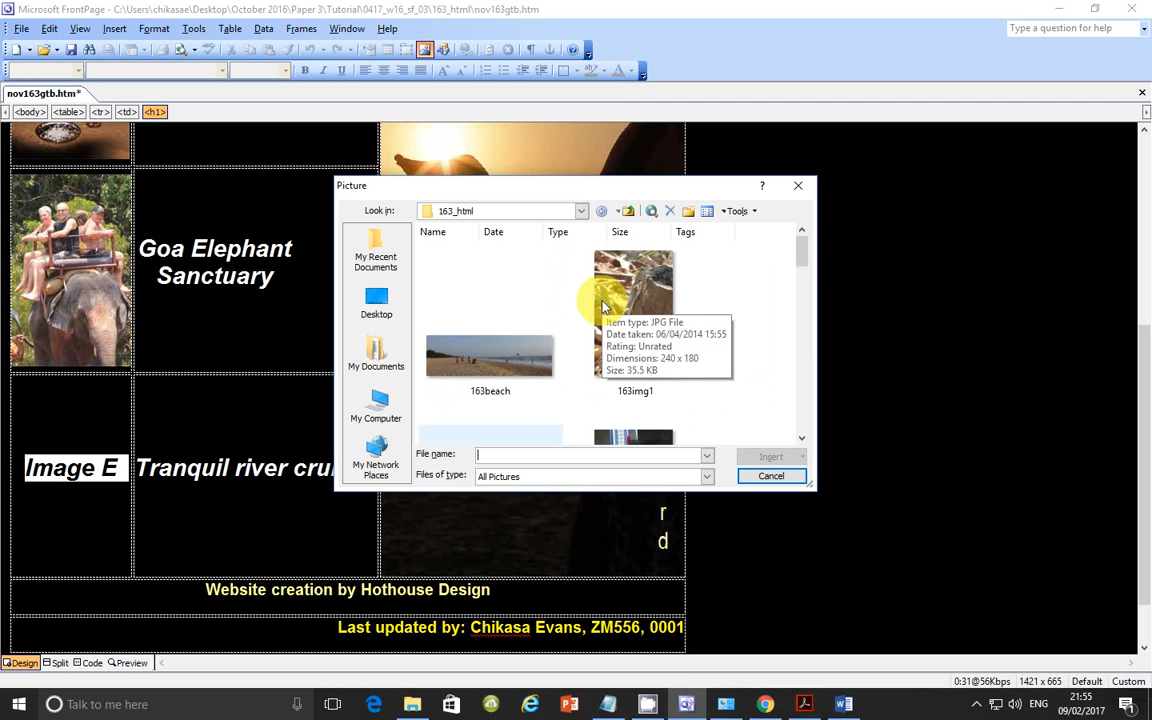 Microsoft FrontPage - C:\Users\chikasae\Desktop\October 2016\Paper 3\Tutorial\0417_w16_sf_03\163_html\nov163gtb.htm
File Edit View Insert Format Tools Table Data Frames Window Help
Type a question for help
nov163gtb.htm*
<body> <table> <tr> <td> <h1>
Goa Elephant
Sanctuary
Image E
Tranquil river cru
r
d
Website creation by Hothouse Design
Last updated by: Chikasa Evans, ZM556, 0001
Picture
Look in:
163_html
Tools
My Recent
Documents
Desktop
My Documents
My Computer
My Network
Places
Name Date Type Size Tags
163beach
163img1
Item type: JPG File
Date taken: 06/04/2014 15:55
Rating: Unrated
Dimensions: 240 x 180
Size: 35.5 KB
File name:
Insert
Files of type:
All Pictures
Cancel
Design Split Code Preview
0:31@56Kbps 1421 x 665 Default Custom
Talk to me here
ENG
21:55
09/02/2017